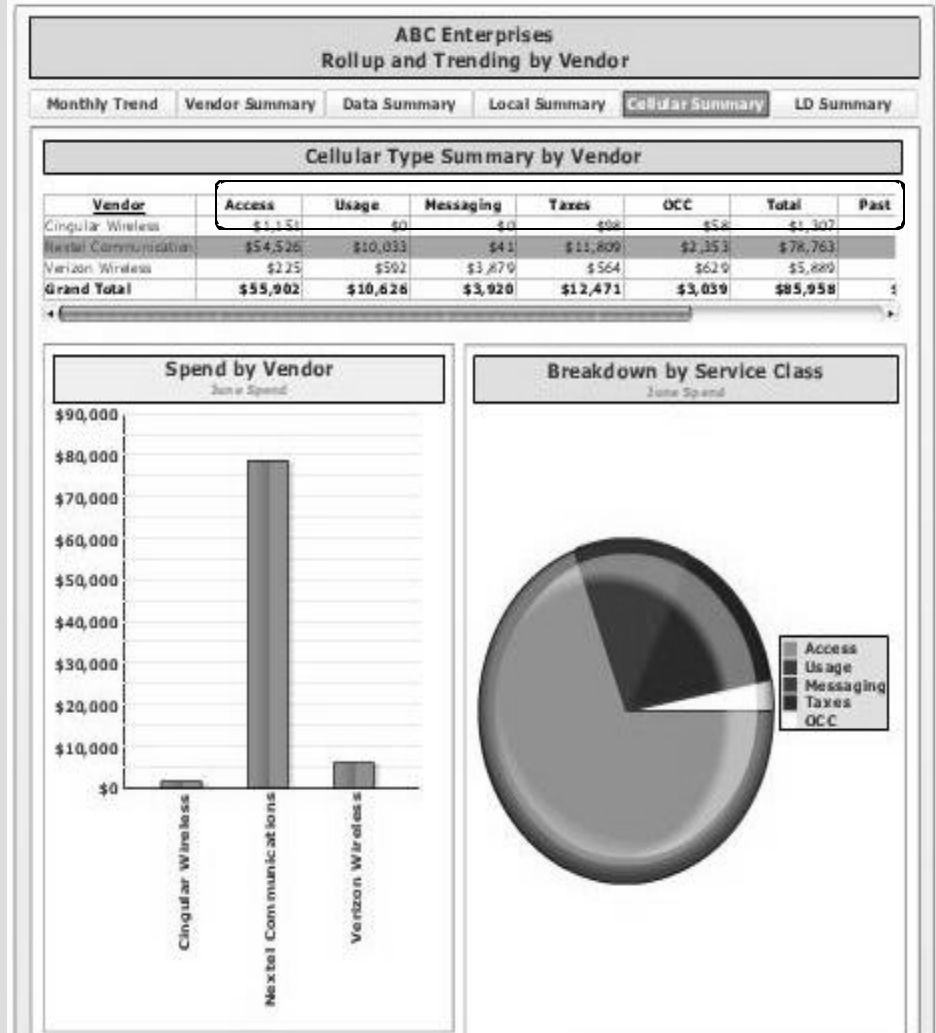 ABC Enterprises
Rollup and Trending by Vendor
Monthly Trend Vendor Summary Data Summary Local Summary Cellular Summary LD Summary
Cellular Type Summary by Vendor
Vendor Access Usage Messaging Taxes OCC Total Past
Cingular Wireless $1,151 $0 $0 $98 $58 $1,307
Nextel Communication $54,526 $10,033 $41 $11,809 $2,353 $78,763
Verizon Wireless $225 $592 $3,879 $564 $629 $5,889
Grand Total $55,902 $10,626 $3,920 $12,471 $3,039 $85,958
Spend by Vendor
June Spend
$90,000
$80,000
$70,000
$60,000
$50,000
$40,000
$30,000
$20,000
$10,000
$0
Cingular Wireless
Nextel Communications
Verizon Wireless
Breakdown by Service Class
June Spend
Access
Usage
Messaging
Taxes
OCC